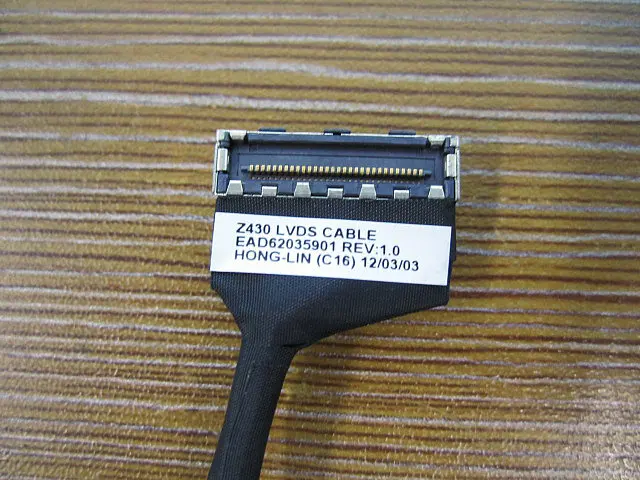 Z430 LVDS CABLE
EAD62035901 REV:1.0
HONG-LIN (C16) 12/03/03